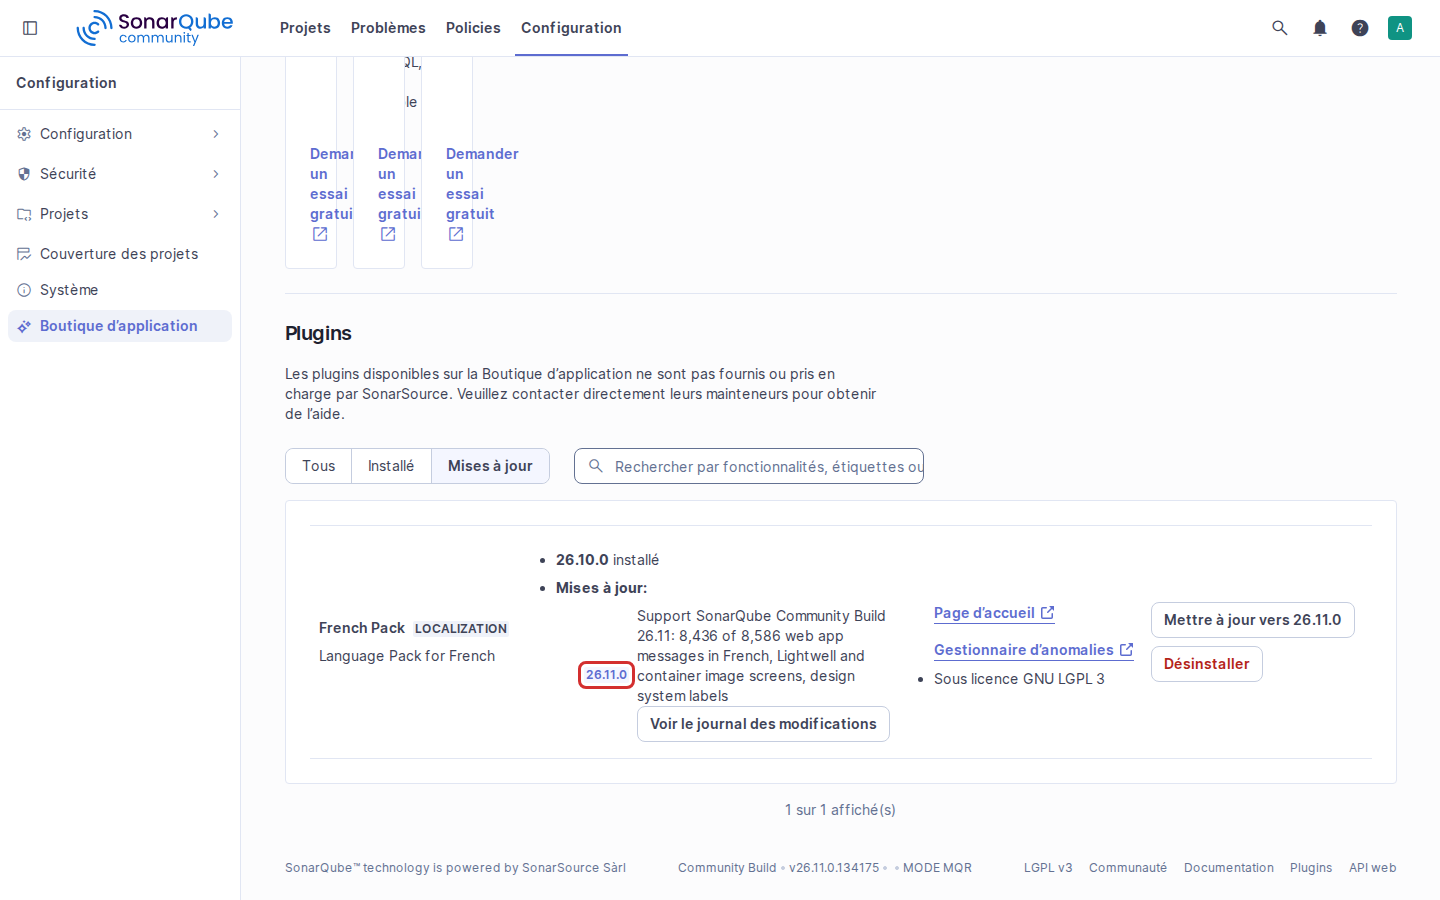 SonarQube
community
Projets
Problèmes
Policies
Configuration
A
Configuration
Configuration
Sécurité
Projets
Couverture des projets
Système
Boutique d’application
QL,
le
Demander
un
essai
gratuit
Plugins
Les plugins disponibles sur la Boutique d’application ne sont pas fournis ou pris en
charge par SonarSource. Veuillez contacter directement leurs mainteneurs pour obtenir
de l’aide.
Tous
Installé
Mises à jour
Rechercher par fonctionnalités, étiquettes ou
French Pack LOCALIZATION
Language Pack for French
26.10.0 installé
Mises à jour:
26.11.0
Support SonarQube Community Build
26.11: 8,436 of 8,586 web app
messages in French, Lightwell and
container image screens, design
system labels
Voir le journal des modifications
Page d’accueil
Gestionnaire d’anomalies
Sous licence GNU LGPL 3
Mettre à jour vers 26.11.0
Désinstaller
1 sur 1 affiché(s)
SonarQube™ technology is powered by SonarSource Sàrl
Community Build • v26.11.0.134175 • • MODE MQR
LGPL v3
Communauté
Documentation
Plugins
API web